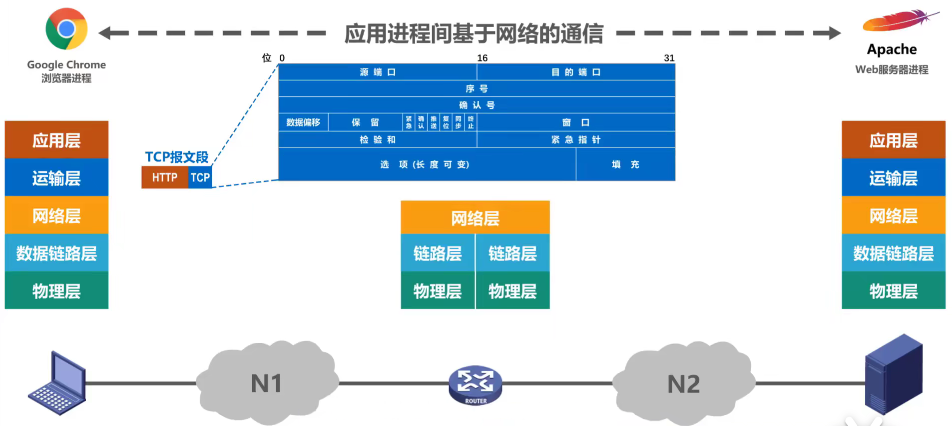 应用进程间基于网络的通信
Google Chrome
浏览器进程
Apache
Web服务器进程
位 0 16 31
源端口 目的端口
序号
确认号
数据偏移 保留 紧急 确认 推送 复位 同步 终止 窗口
检验和 紧急指针
选项(长度可变) 填充
TCP报文段
HTTP TCP
应用层
运输层
网络层
数据链路层
物理层
网络层
链路层 链路层
物理层 物理层
应用层
运输层
网络层
数据链路层
物理层
N1
ROUTER
N2